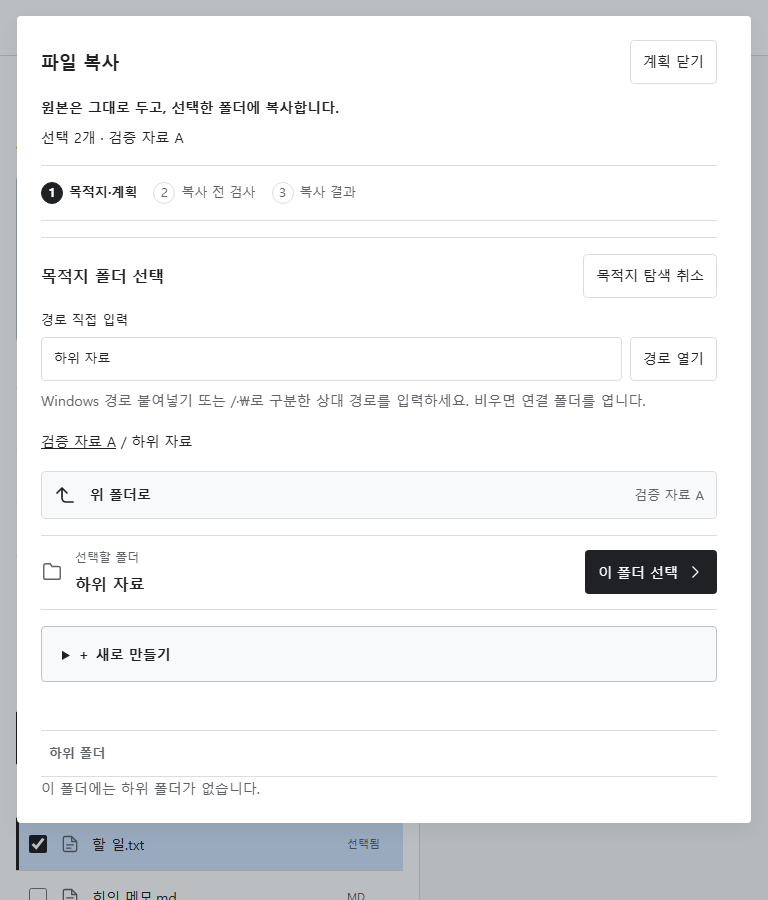 파일 복사
계획 닫기
원본은 그대로 두고, 선택한 폴더에 복사합니다.
선택 2개 · 검증 자료 A
1 목적지·계획 2 복사 전 검사 3 복사 결과
목적지 폴더 선택
목적지 탐색 취소
경로 직접 입력
하위 자료
경로 열기
Windows 경로 붙여넣기 또는 /·₩로 구분한 상대 경로를 입력하세요. 비우면 연결 폴더를 엽니다.
검증 자료 A / 하위 자료
위 폴더로
검증 자료 A
선택할 폴더
하위 자료
이 폴더 선택
+ 새로 만들기
하위 폴더
이 폴더에는 하위 폴더가 없습니다.
할 일.txt
선택됨
회의 메모.md
MD